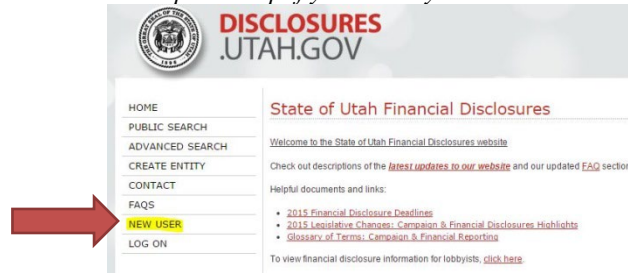 DISCLOSURES
.UTAH.GOV
HOME
PUBLIC SEARCH
ADVANCED SEARCH
CREATE ENTITY
CONTACT
FAQS
NEW USER
LOG ON
State of Utah Financial Disclosures
Welcome to the State of Utah Financial Disclosures website
Check out descriptions of the latest updates to our website and our updated FAQ section
Helpful documents and links:
2015 Financial Disclosure Deadlines
2015 Legislative Changes: Campaign & Financial Disclosures Highlights
Glossary of Terms: Campaign & Financial Reporting
To view financial disclosure information for lobbyists, click here.